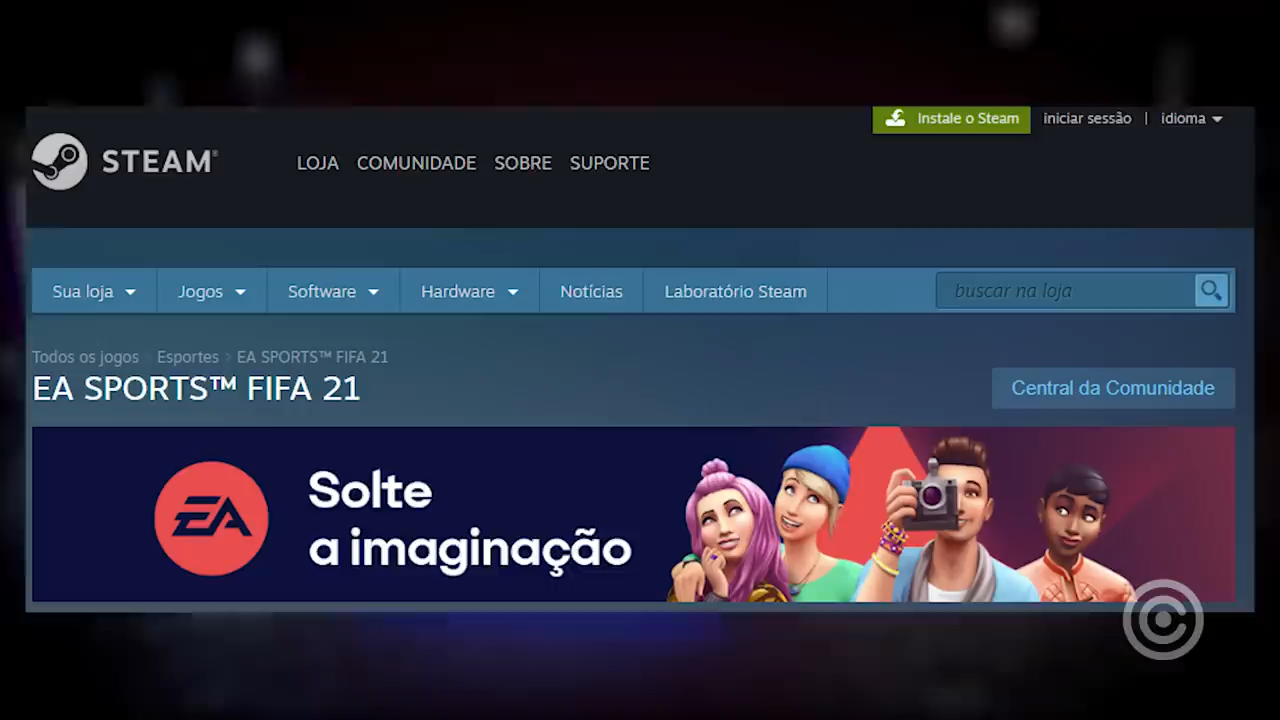 Instale o Steam iniciar sessão | idioma
STEAM® LOJA COMUNIDADE SOBRE SUPORTE
Sua loja Jogos Software Hardware Notícias Laboratório Steam buscar na loja
Todos os jogos > Esportes > EA SPORTS™ FIFA 21
EA SPORTS™ FIFA 21 Central da Comunidade
EA Solte
a imaginação